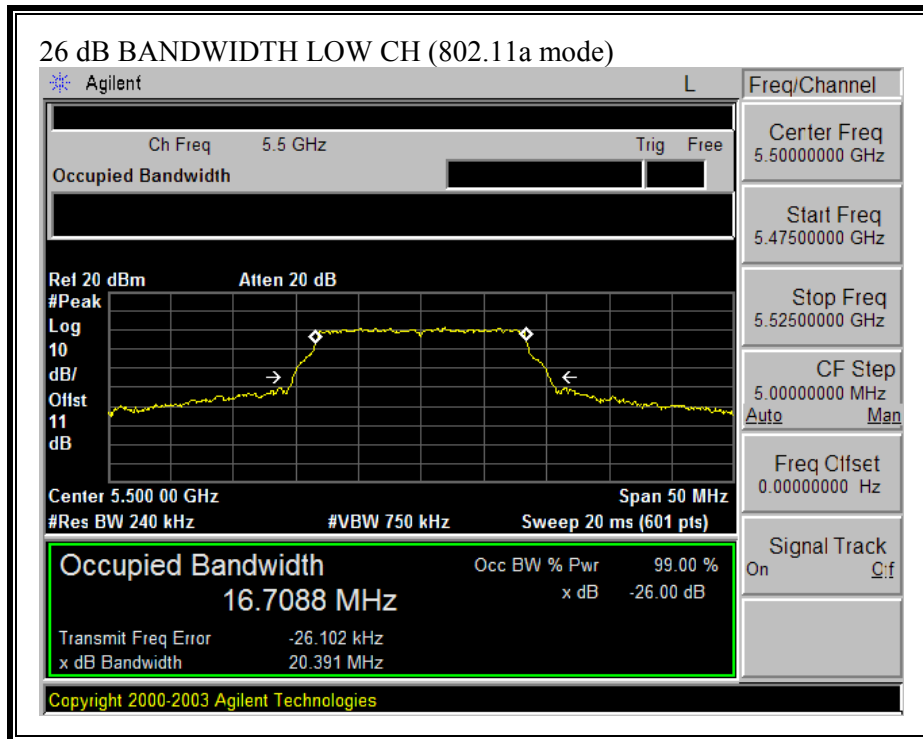 26 dB BANDWIDTH LOW CH (802.11a mode)
Agilent L Freq/Channel
Ch Freq 5.5 GHz Trig Free
Occupied Bandwidth
Center Freq
5.50000000 GHz
Start Freq
5.47500000 GHz
Stop Freq
5.52500000 GHz
CF Step
5.00000000 MHz
Auto Man
Freq Offset
0.00000000 Hz
Signal Track
On Off
Ref 20 dBm Atten 20 dB
#Peak
Log
10
dB/
Offst
11
dB
Center 5.500 00 GHz Span 50 MHz
#Res BW 240 kHz #VBW 750 kHz Sweep 20 ms (601 pts)
Occupied Bandwidth Occ BW % Pwr 99.00 %
16.7088 MHz x dB -26.00 dB
Transmit Freq Error -26.102 kHz
x dB Bandwidth 20.391 MHz
Copyright 2000-2003 Agilent Technologies